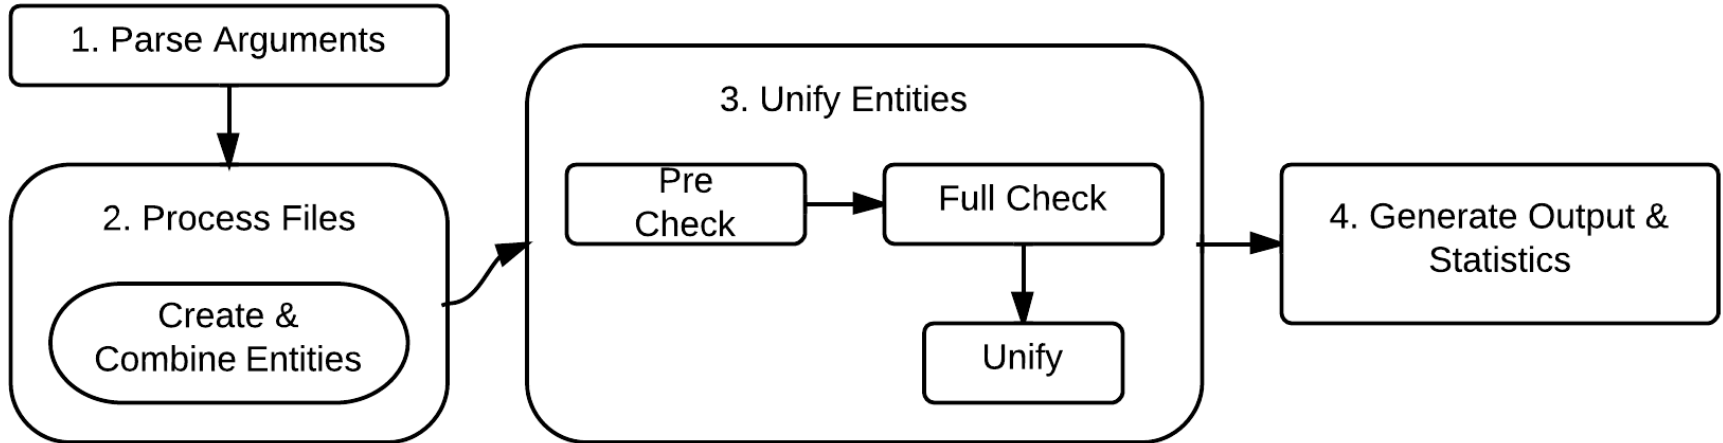 1. Parse Arguments
2. Process Files
Create &
Combine Entities
3. Unify Entities
Pre
Check
Full Check
Unify
4. Generate Output &
Statistics